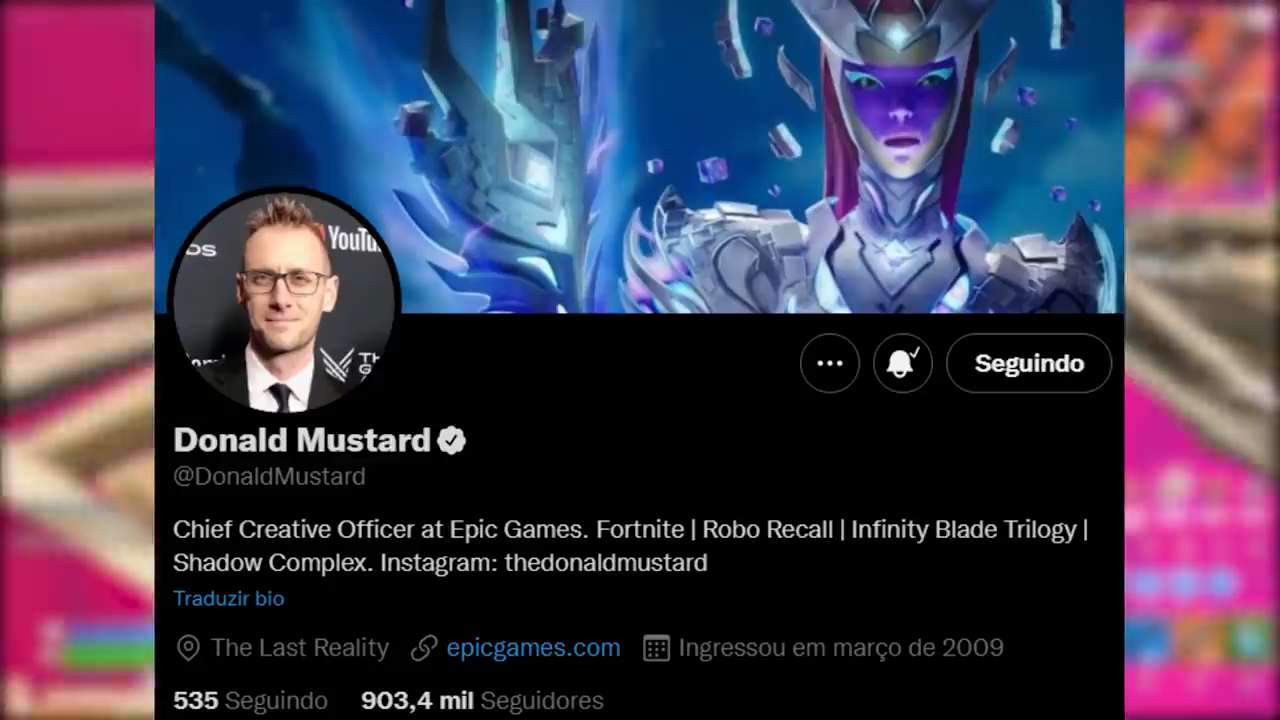 YouTu
Donald Mustard
@DonaldMustard
Seguindo
Chief Creative Officer at Epic Games. Fortnite | Robo Recall | Infinity Blade Trilogy |
Shadow Complex. Instagram: thedonaldmustard
Traduzir bio
The Last Reality epicgames.com Ingressou em março de 2009
535 Seguindo 903,4 mil Seguidores